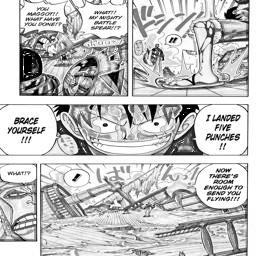 !!
WHAT!!
MY MIGHTY
BATTLE
SPEAR!!?
YOU
MAGGOT!!
WHAT HAVE
YOU DONE!?
I LANDED
FIVE
PUNCHES
!!
BRACE
YOURSELF
!!!
NOW
THERE'S
ROOM
ENOUGH TO
SEND YOU
FLYING!!!
WHAT!?